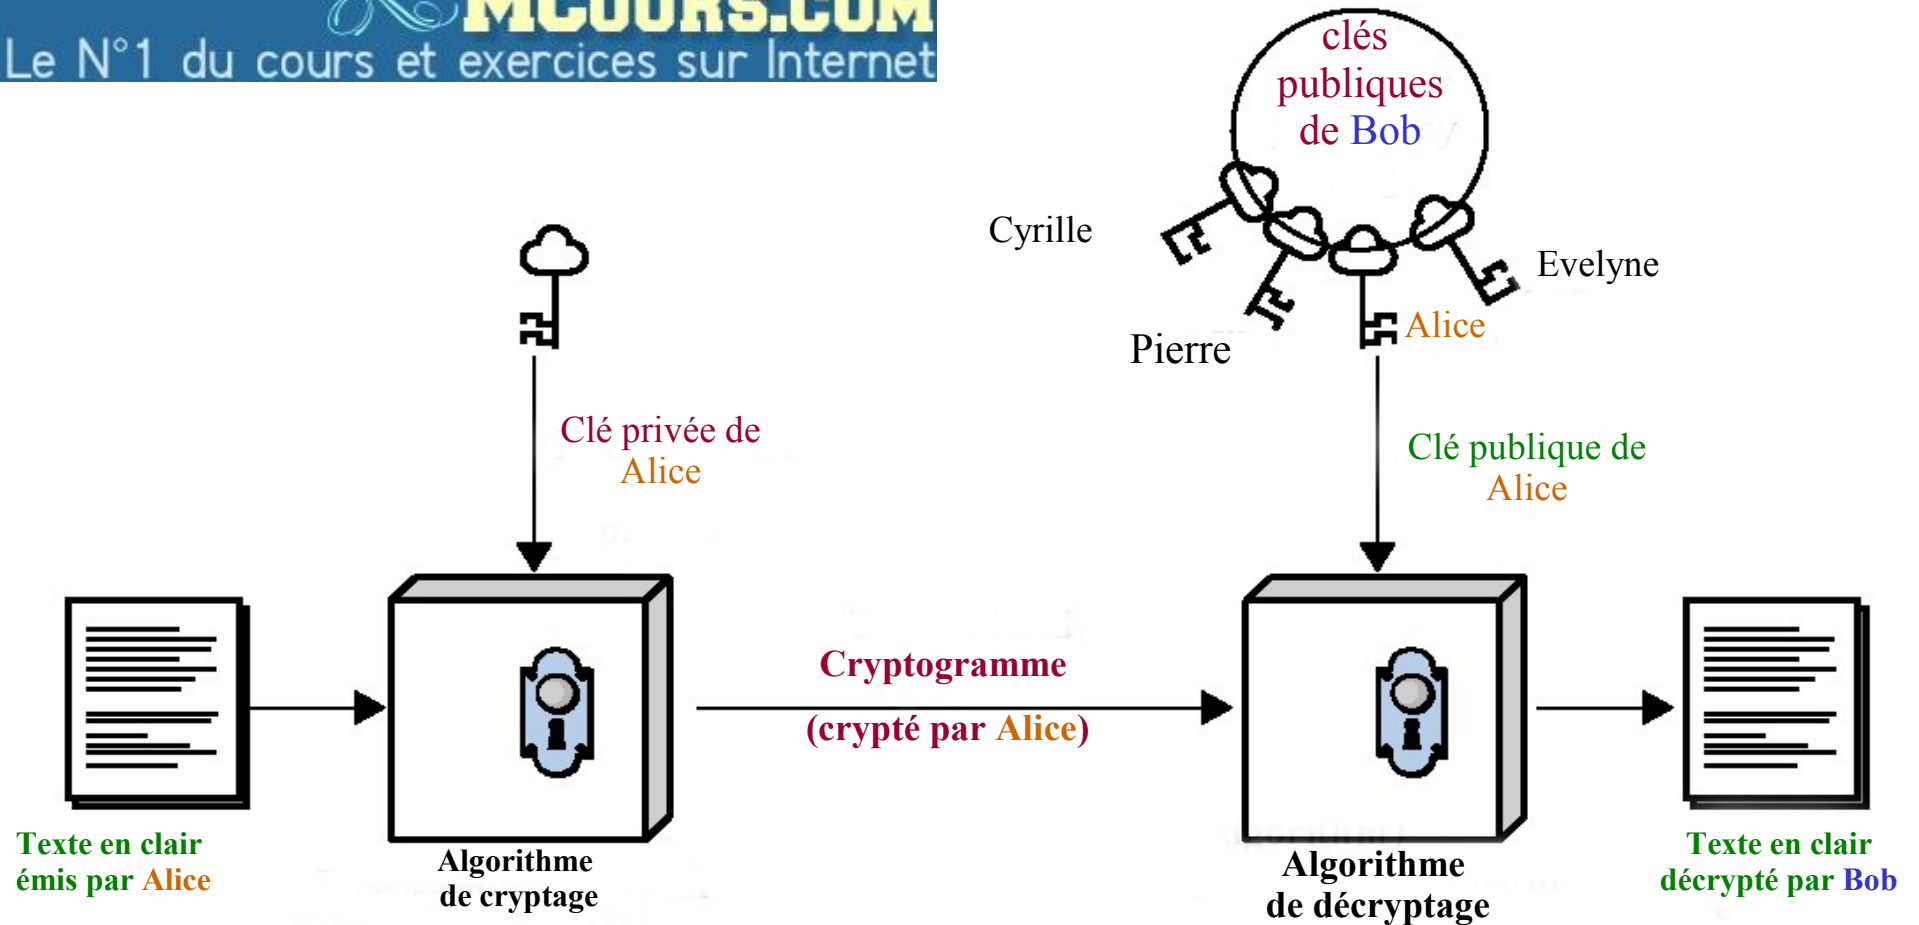 MCOURS.COM
Le N°1 du cours et exercices sur Internet
clés
publiques
de Bob
Cyrille
Evelyne
Pierre
Alice
Clé privée de
Alice
Clé publique de
Alice
Cryptogramme
(crypté par Alice)
Texte en clair
émis par Alice
Algorithme
de cryptage
Algorithme
de décryptage
Texte en clair
décrypté par Bob